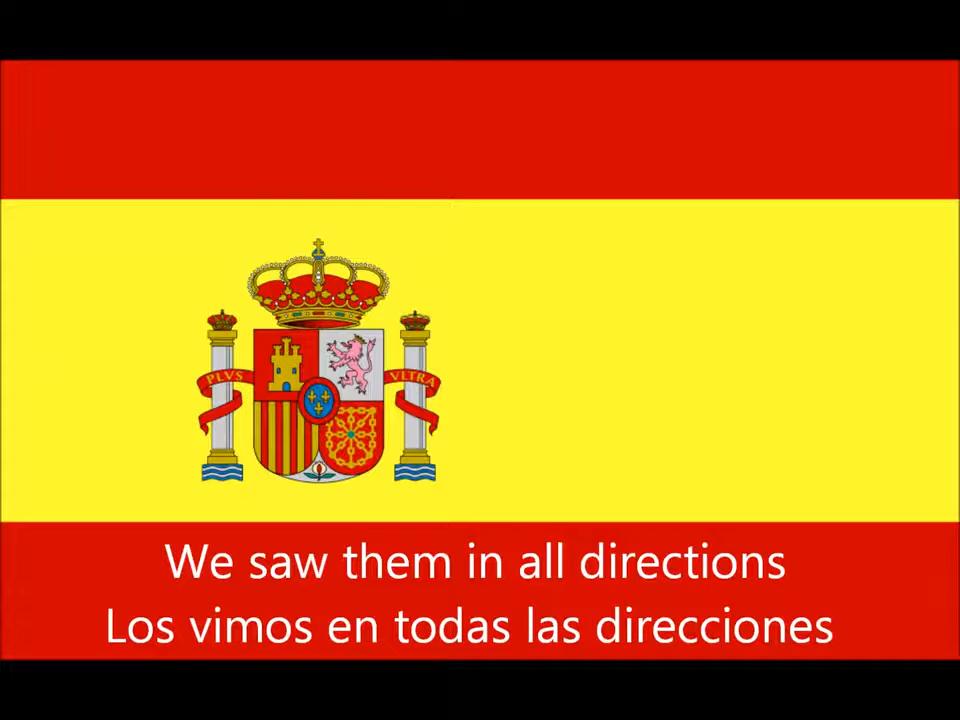 PLVS VLTRA
We saw them in all directions
Los vimos en todas las direcciones